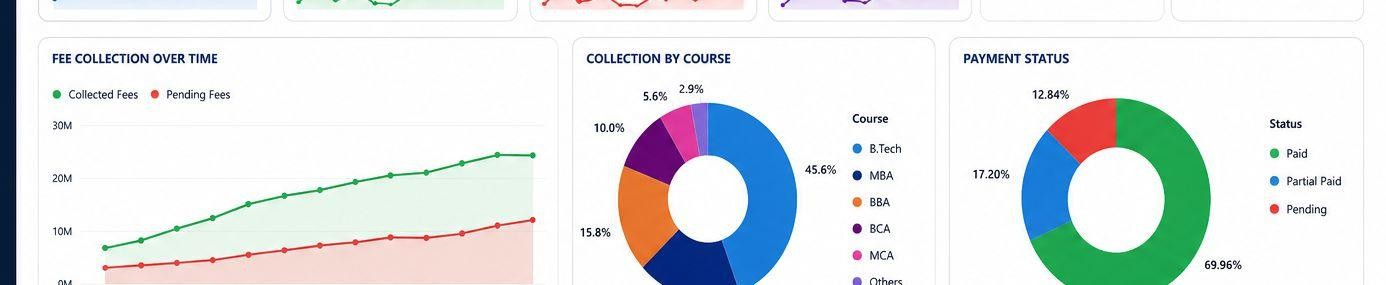 FEE COLLECTION OVER TIME
Collected Fees
Pending Fees
30M
20M
10M
0M
COLLECTION BY COURSE
2.9%
5.6%
10.0%
45.6%
15.8%
Course
B.Tech
MBA
BBA
BCA
MCA
Others
PAYMENT STATUS
12.84%
17.20%
69.96%
Status
Paid
Partial Paid
Pending